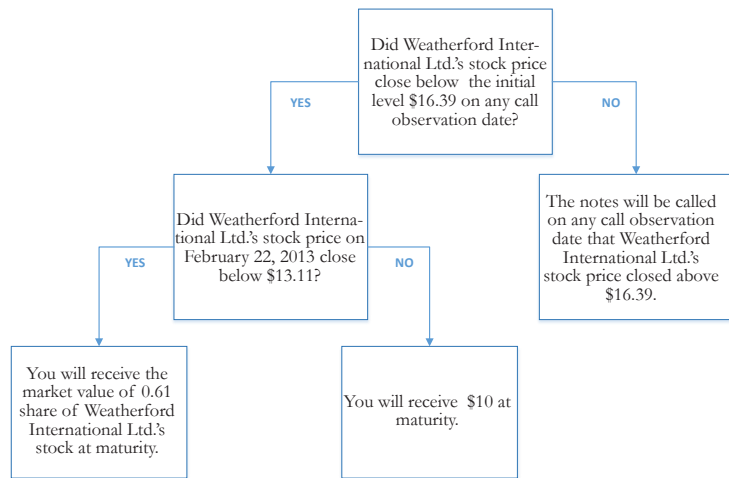 Did Weatherford Inter-
national Ltd.'s stock price
close below the initial
level $16.39 on any call
observation date?
YES
NO
Did Weatherford Interna-
tional Ltd.'s stock price on
February 22, 2013 close
below $13.11?
The notes will be called
on any call observation
date that Weatherford
International Ltd.'s
stock price closed above
$16.39.
YES
NO
You will receive the
market value of 0.61
share of Weatherford
International Ltd.'s
stock at maturity.
You will receive $10 at
maturity.